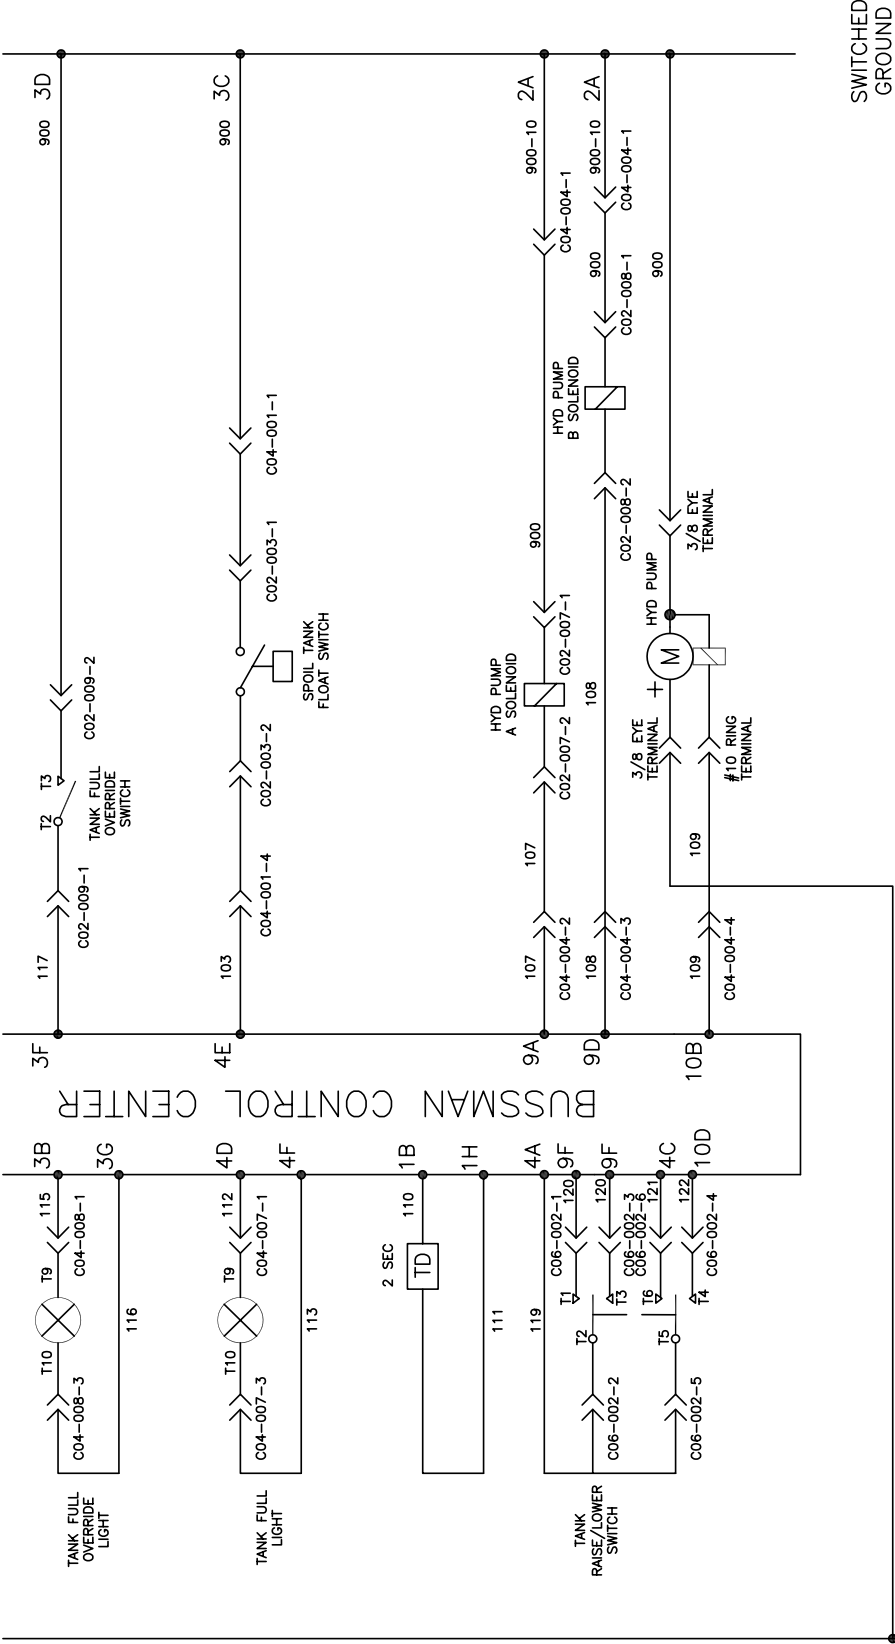 SWITCHED
GROUND
3D
900
3C
900
2A
900-10
C04-004-1
2A
900-10
C04-004-1
900
C02-008-1
900
HYD PUMP
B SOLENOID
C04-001-1
C02-003-1
C02-008-2
3/8 EYE
TERMINAL
900
C02-007-1
HYD PUMP
SPOIL TANK
FLOAT SWITCH
C02-009-2
HYD PUMP
A SOLENOID
108
M
+
T3
T2
TANK FULL
OVERRIDE
SWITCH
C02-003-2
C02-007-2
3/8 EYE
TERMINAL
#10 RING
TERMINAL
C02-009-1
C04-001-4
107
109
117
103
107
C04-004-2
108
C04-004-3
109
C04-004-4
3F
4E
9A
9D
10B
BUSSMAN CONTROL CENTER
3B
3G
4D
4F
1B
1H
4A
9F
9F
4C
10D
115
C04-008-1
112
C04-007-1
110
120
C06-002-1
120
C06-002-3
121
C06-002-6
122
C06-002-4
T9
T9
2 SEC
TD
T1
T3
T6
T4
T10
116
T10
113
111
119
T2
T5
C04-008-3
C04-007-3
C06-002-2
C06-002-5
TANK FULL
OVERRIDE
LIGHT
TANK FULL
LIGHT
TANK
RAISE/LOWER
SWITCH